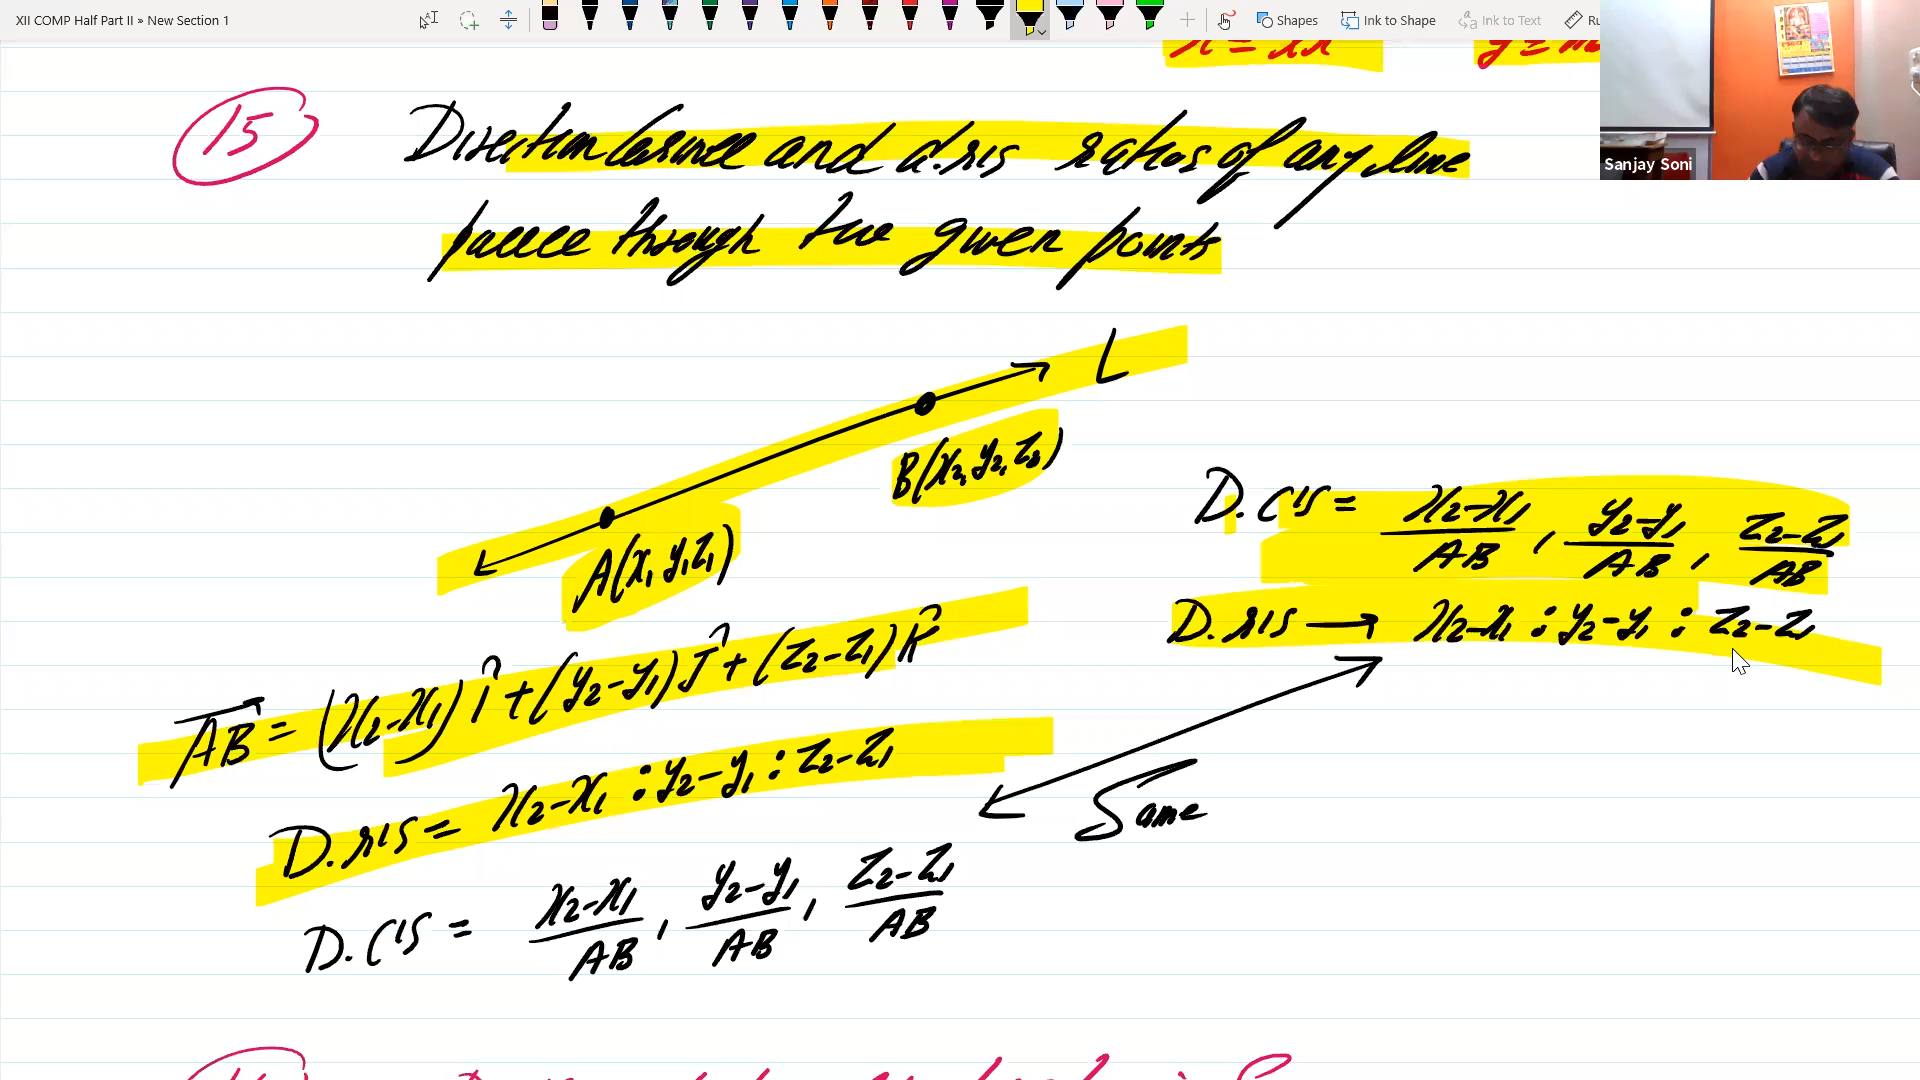 XII COMP Half Part II » New Section 1
Shapes
Ink to Shape
Ink to Text
Ru
Sanjay Soni
15
Direction Cosines and d.r's ratios of any line
passes through two given points
L
B(x₂, y₂, z₂)
A(x₁ y₁ z₁)
D.C'S = x₂-x₁/AB , y₂-y₁/AB , z₂-z₁/AB
D.r'S → x₂-x₁ : y₂-y₁ : z₂-z₁
AB = (x₂-x₁)î + (y₂-y₁)ĵ + (z₂-z₁)k̂
D.r'S = x₂-x₁ : y₂-y₁ : z₂-z₁
Same
D.C'S = x₂-x₁/AB , y₂-y₁/AB , z₂-z₁/AB